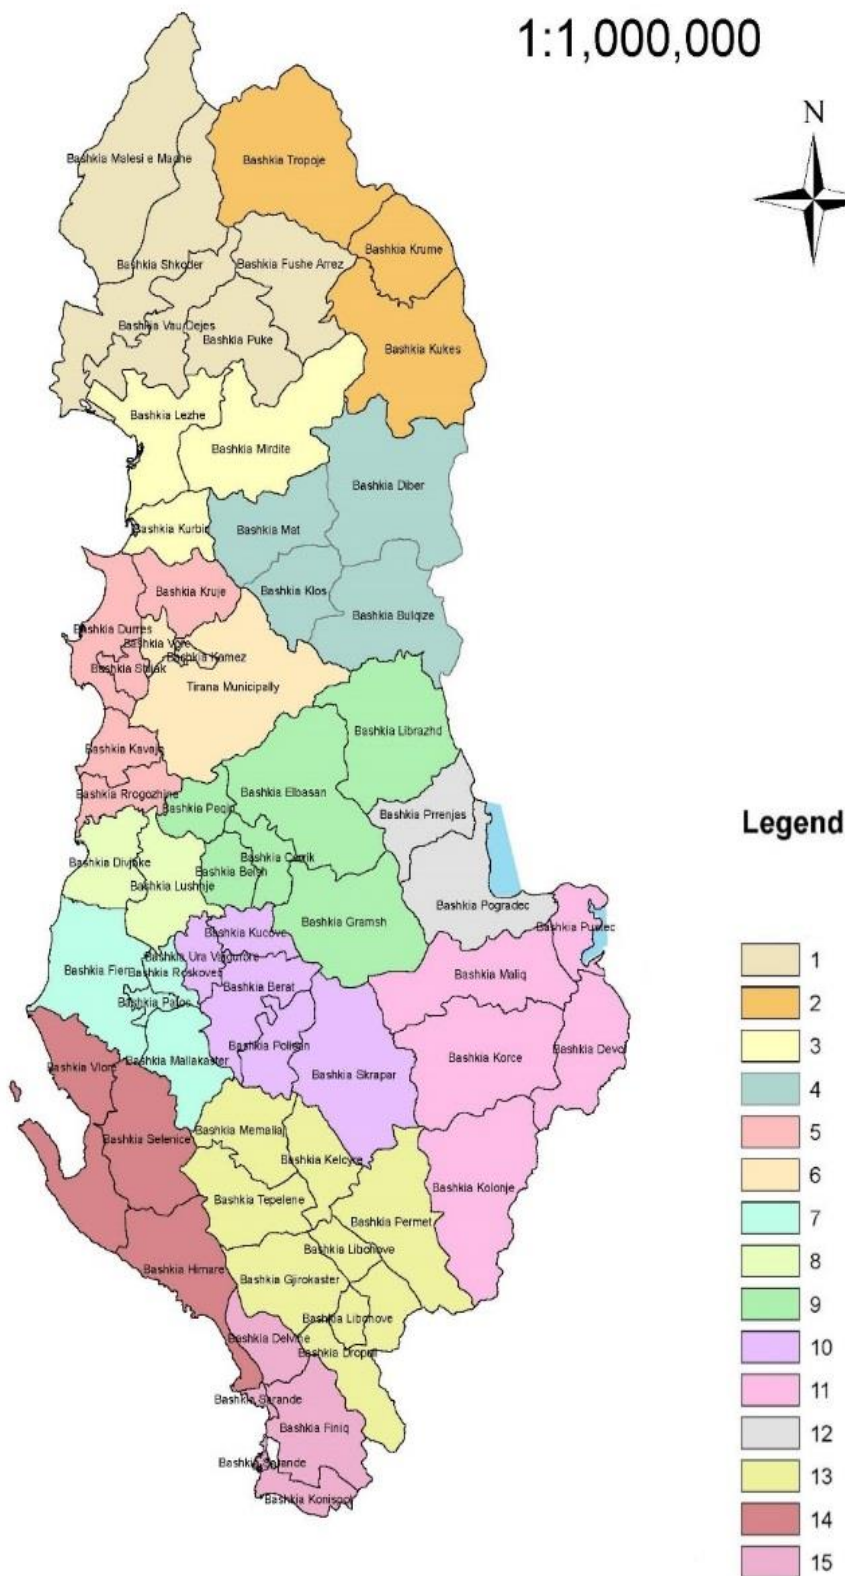 1:1,000,000
N
Bashkia Malesi e Madhe
Bashkia Tropoje
Bashkia Krume
Bashkia Shkoder
Bashkia Fushe Arrez
Bashkia Vau Dejes
Bashkia Puke
Bashkia Kukes
Bashkia Lezhe
Bashkia Mirdite
Bashkia Diber
Bashkia Kurbin
Bashkia Mat
Bashkia Kruje
Bashkia Klos
Bashkia Bulqize
Bashkia Durres
Bashkia Vore
Bashkia Kamez
Bashkia Shijak
Tirana Municipally
Bashkia Librazhd
Bashkia Kavaje
Bashkia Elbasan
Bashkia Rrogozhine
Bashkia Peqin
Bashkia Prrenjas
Bashkia Divjake
Bashkia Cerrik
Bashkia Belsh
Bashkia Lushnje
Bashkia Pogradec
Bashkia Gramsh
Bashkia Pustec
Bashkia Kucove
Bashkia Ura Vajgurore
Bashkia Fier
Bashkia Roskovec
Bashkia Maliq
Bashkia Berat
Bashkia Patos
Bashkia Polican
Bashkia Devol
Bashkia Korce
Bashkia Mallakaster
Bashkia Vlore
Bashkia Skrapar
Bashkia Memaliaj
Bashkia Selenice
Bashkia Kelcyre
Bashkia Kolonje
Bashkia Tepelene
Bashkia Permet
Bashkia Libohove
Bashkia Himare
Bashkia Gjirokaster
Bashkia Libohove
Bashkia Delvine
Bashkia Dropull
Bashkia Sarande
Bashkia Finiq
Bashkia Sarande
Bashkia Konispol
Legend
1
2
3
4
5
6
7
8
9
10
11
12
13
14
15